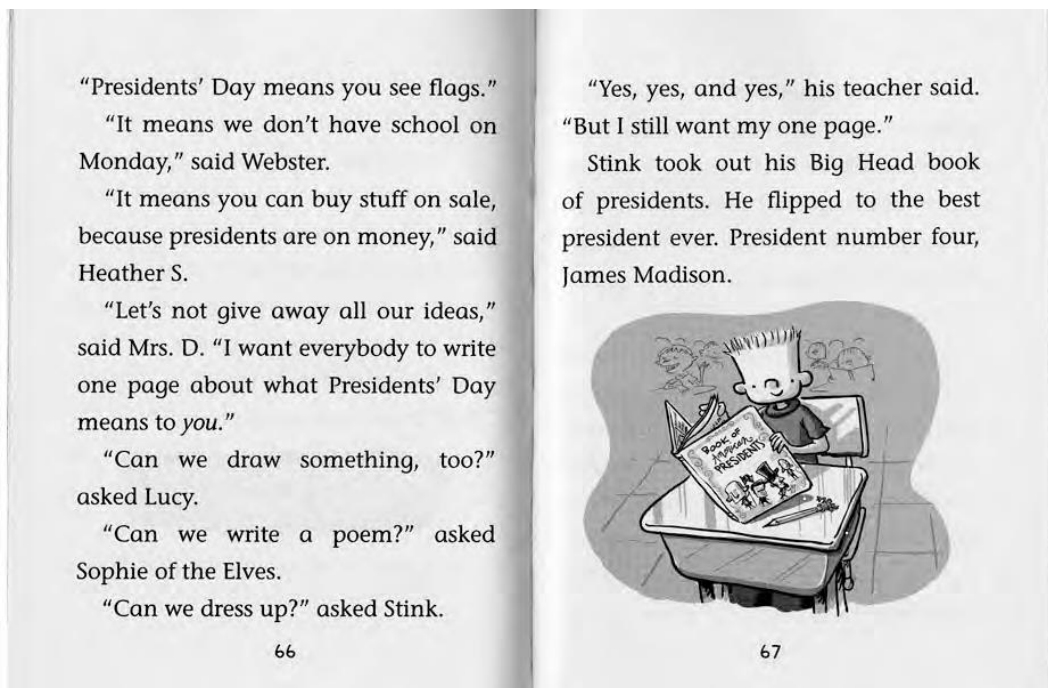 “Presidents’ Day means you see flags.”
“It means we don’t have school on
Monday,” said Webster.
“It means you can buy stuff on sale,
because presidents are on money,” said
Heather S.
“Let’s not give away all our ideas,”
said Mrs. D. “I want everybody to write
one page about what Presidents’ Day
means to you.”
“Can we draw something, too?”
asked Lucy.
“Can we write a poem?” asked
Sophie of the Elves.
“Can we dress up?” asked Stink.
66
“Yes, yes, and yes,” his teacher said.
“But I still want my one page.”
Stink took out his Big Head book
of presidents. He flipped to the best
president ever. President number four,
James Madison.
BOOK OF
American
PRESIDENTS
67